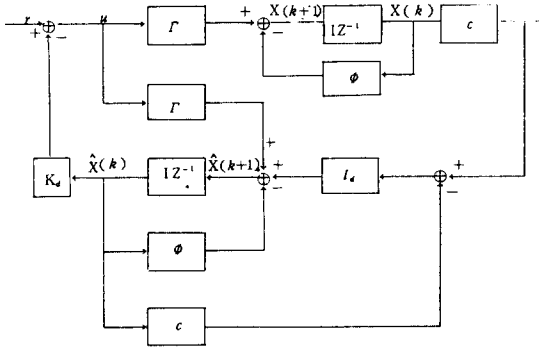 r + − u Γ + − X(k+1) IZ⁻¹ X(k) c
Φ
Γ + +
K_d X̂(k) IZ⁻¹ X̂(k+1) + − l_d + −
Φ
c